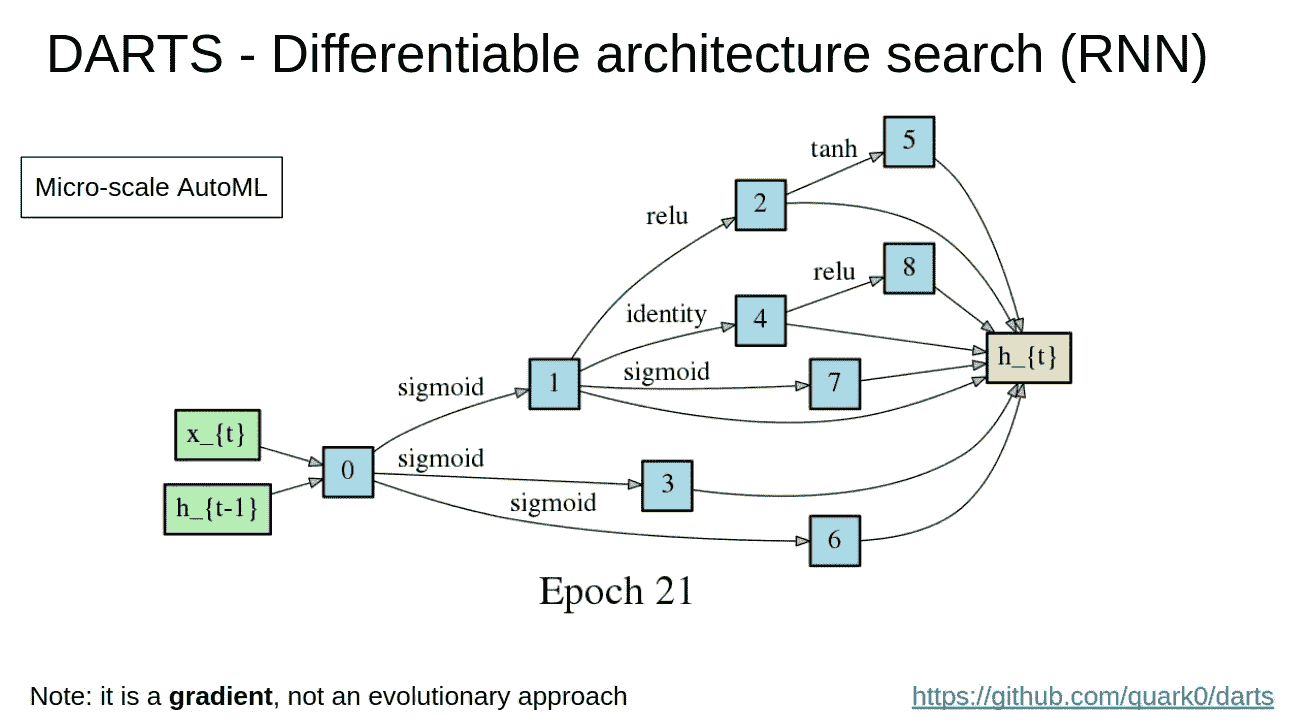 DARTS - Differentiable architecture search (RNN)
Micro-scale AutoML
tanh
5
2
relu
relu
8
identity
4
h_{t}
sigmoid
7
1
sigmoid
x_{t}
sigmoid
0
3
h_{t-1}
sigmoid
6
Epoch 21
Note: it is a gradient, not an evolutionary approach
https://github.com/quark0/darts